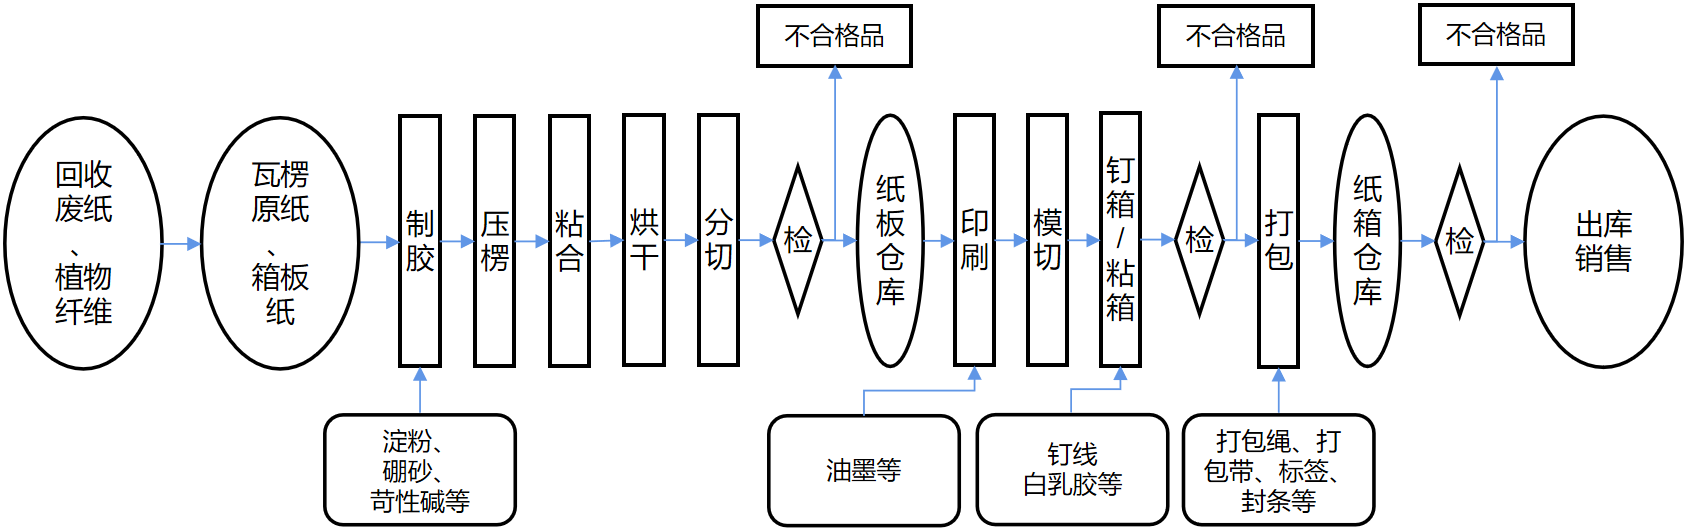 不合格品
不合格品
不合格品
回收
废纸
、
植物
纤维
瓦楞
原纸
、
箱板
纸
制
胶
压
楞
粘
合
烘
干
分
切
检
纸
板
仓
库
印
刷
模
切
钉
箱
/
粘
箱
检
打
包
纸
箱
仓
库
检
出库
销售
淀粉、
硼砂、
苛性碱等
油墨等
钉线
白乳胶等
打包绳、打
包带、标签、
封条等